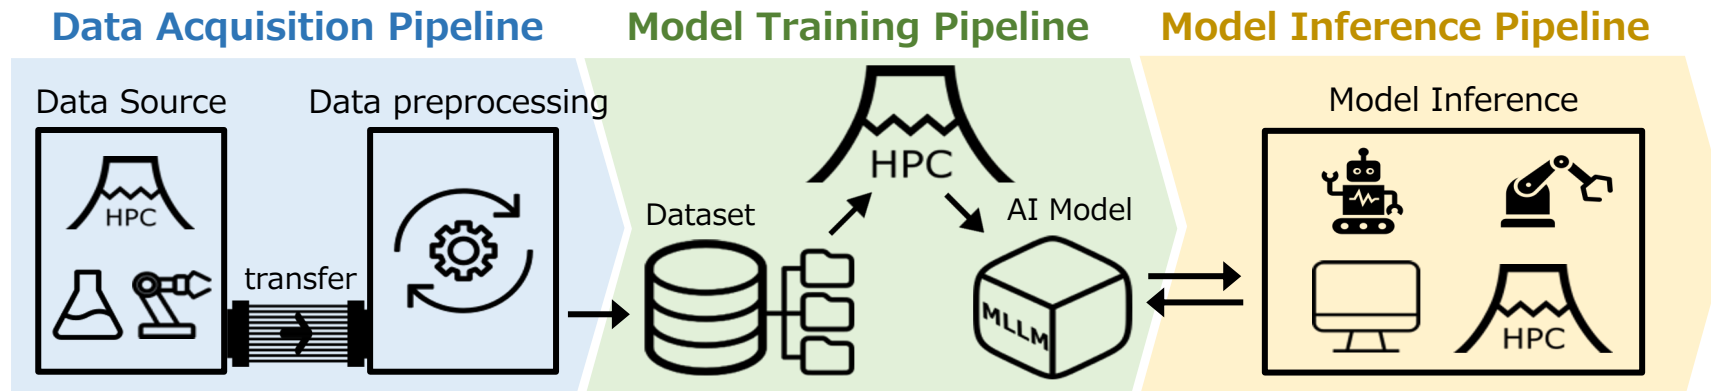 Data Acquisition Pipeline
Model Training Pipeline
Model Inference Pipeline
Data Source
Data preprocessing
HPC
transfer
HPC
Dataset
AI Model
MLLM
Model Inference
HPC